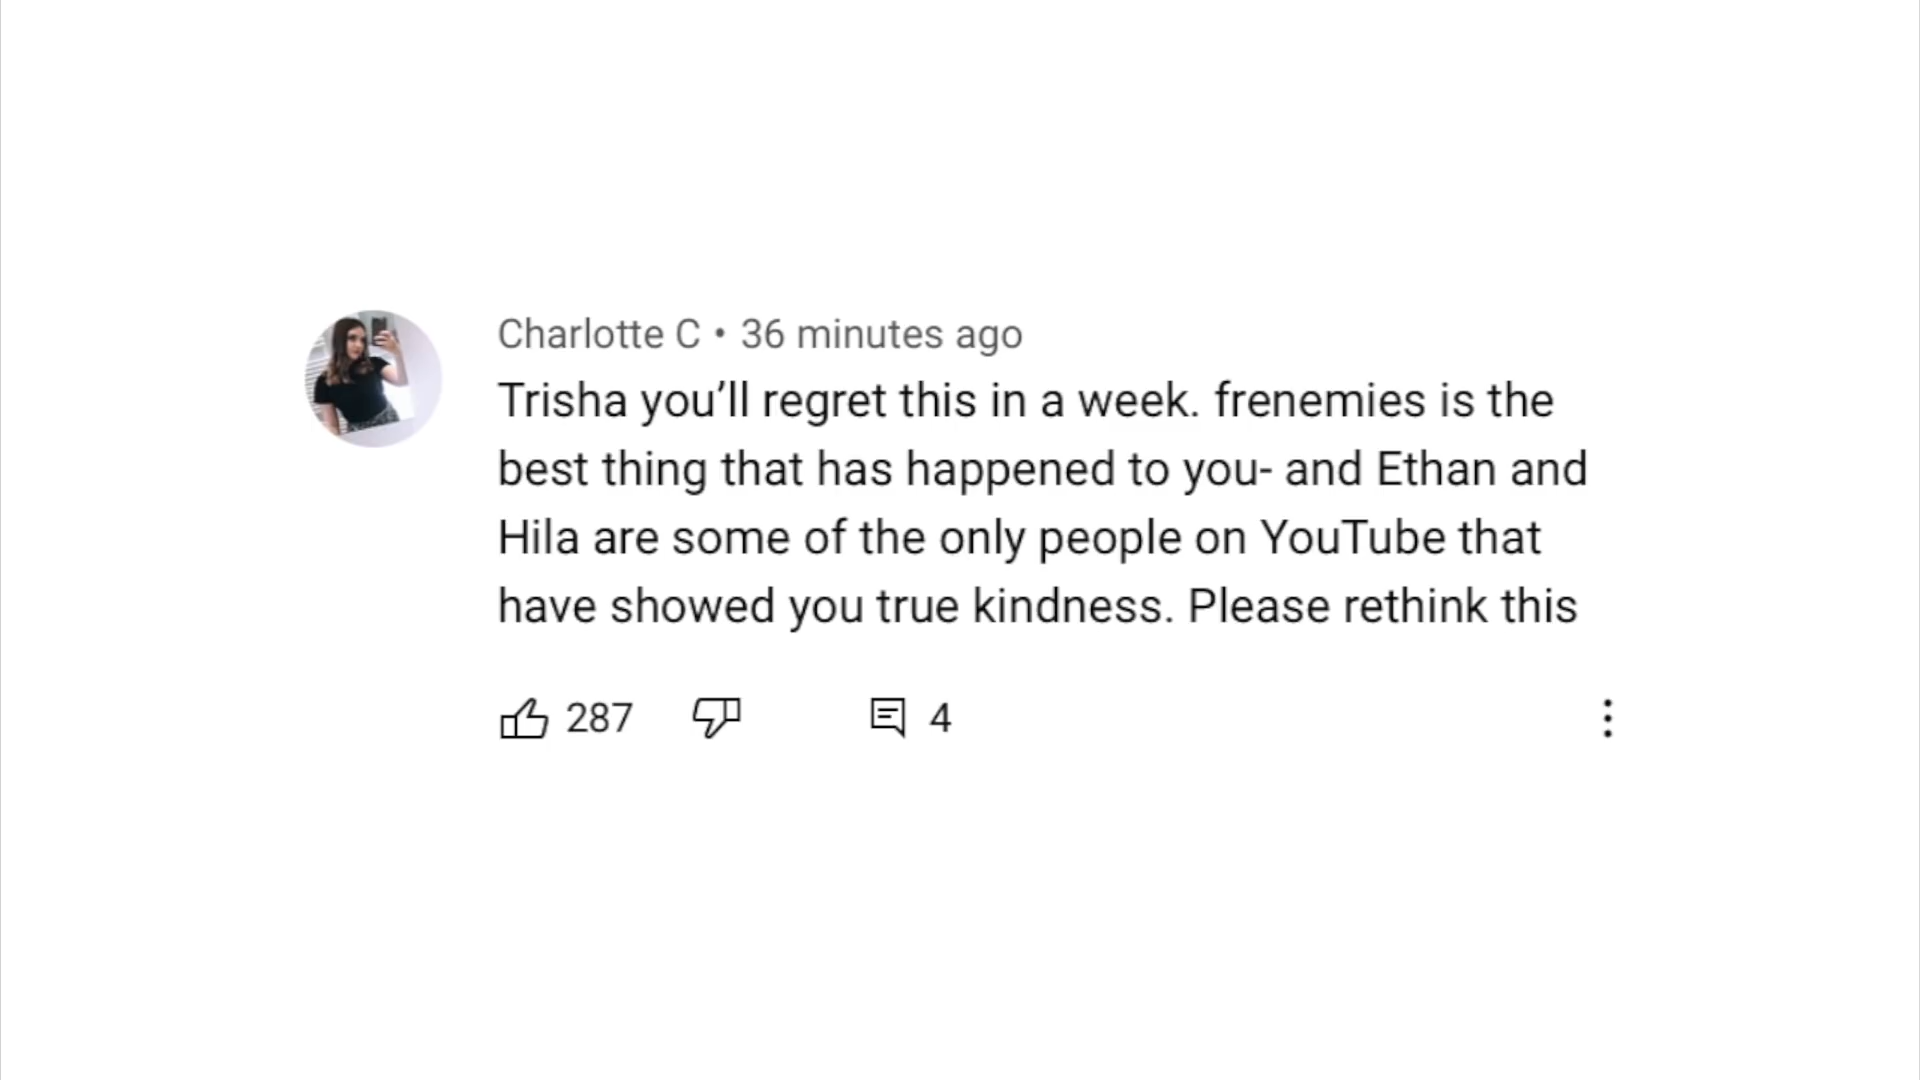 Charlotte C • 36 minutes ago
Trisha you’ll regret this in a week. frenemies is the
best thing that has happened to you- and Ethan and
Hila are some of the only people on YouTube that
have showed you true kindness. Please rethink this
287 4